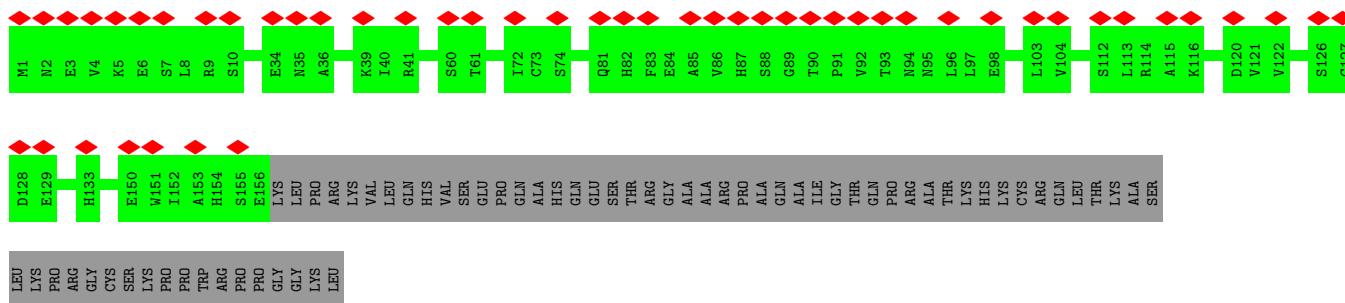 M1 N2 E3 V4 K5 E6 S7 L8 R9 S10 E34 N35 A36 K39 I40 R41 S60 T61 I72 C73 S74 Q81 H82 F83 E84 A85 V86 H87 S88 G89 T90 P91 V92 T93 N94 N95 L96 L97 E98 L103 V104 S112 L113 R114 A115 K116 D120 V121 V122 S126
D128 E129 H133 E150 W151 I152 A153 H154 S155 E156 LYS LEU PRO ARG LYS VAL LEU GLN HIS VAL SER GLU PRO GLN ALA HIS GLN GLU SER THR ARG GLY ALA ALA ARG PRO ALA GLN ALA ILE GLY THR GLN PRO ARG ALA THR LYS HIS LYS CYS ARG GLN LEU THR LYS ALA SER
LEU LYS PRO ARG GLY CYS SER LYS PRO PRO TRP ARG PRO PRO GLY GLY LYS LEU